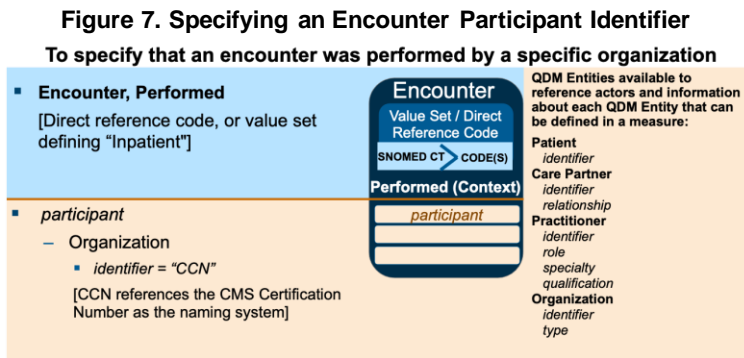 Figure 7. Specifying an Encounter Participant Identifier
To specify that an encounter was performed by a specific organization
▪ Encounter, Performed
[Direct reference code, or value set
defining “Inpatient"]
▪ participant
– Organization
▪ identifier = “CCN”
[CCN references the CMS Certification
Number as the naming system]
Encounter
Value Set / Direct
Reference Code
SNOMED CT CODE(S)
Performed (Context)
participant
QDM Entities available to
reference actors and information
about each QDM Entity that can
be defined in a measure:
Patient
identifier
Care Partner
identifier
relationship
Practitioner
identifier
role
specialty
qualification
Organization
identifier
type